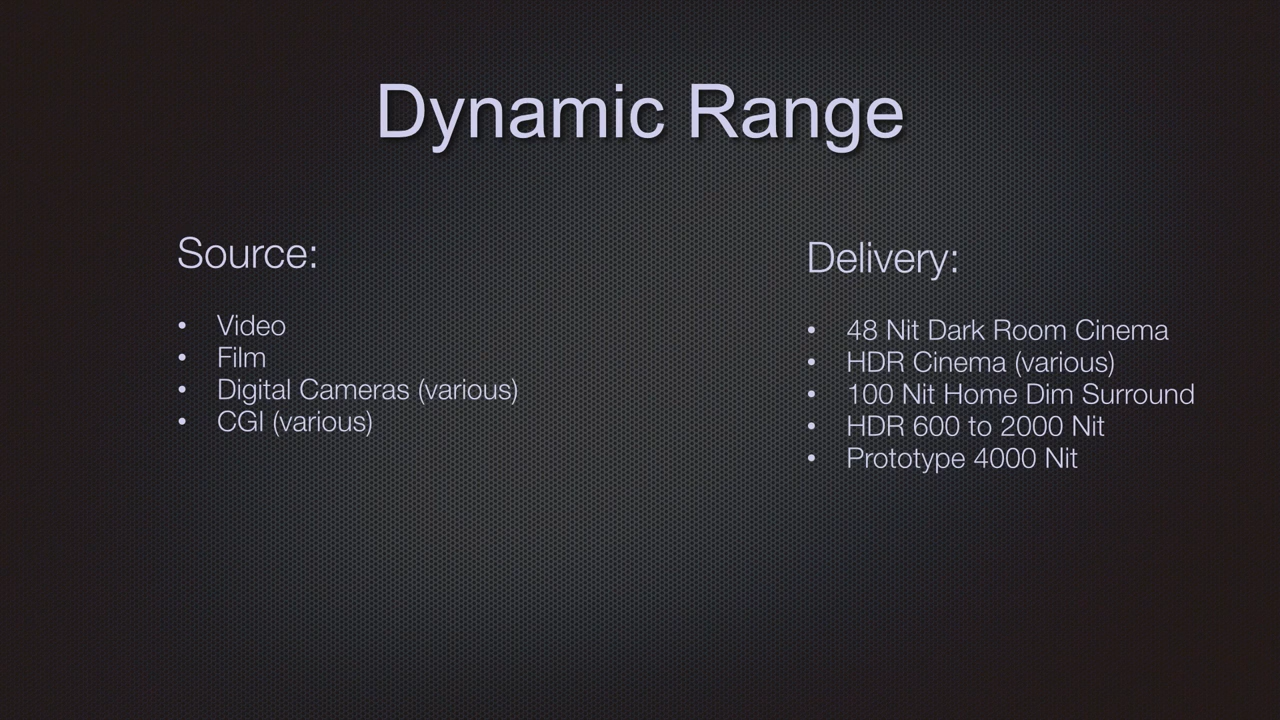 Dynamic Range
Source:
• Video
• Film
• Digital Cameras (various)
• CGI (various)
Delivery:
• 48 Nit Dark Room Cinema
• HDR Cinema (various)
• 100 Nit Home Dim Surround
• HDR 600 to 2000 Nit
• Prototype 4000 Nit